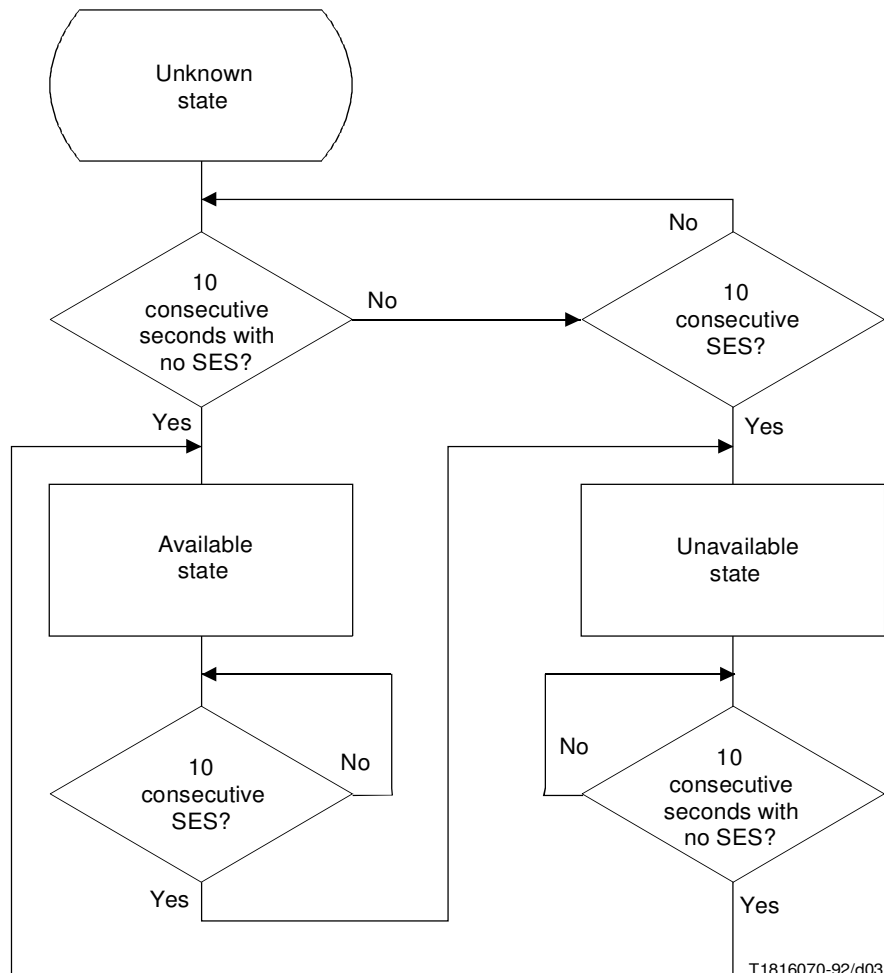 Unknown
state
No
10
consecutive
seconds with
no SES?
No
10
consecutive
SES?
Yes
Yes
Available
state
Unavailable
state
10
consecutive
SES?
No
No
10
consecutive
seconds with
no SES?
Yes
Yes
T1816070-92/d03